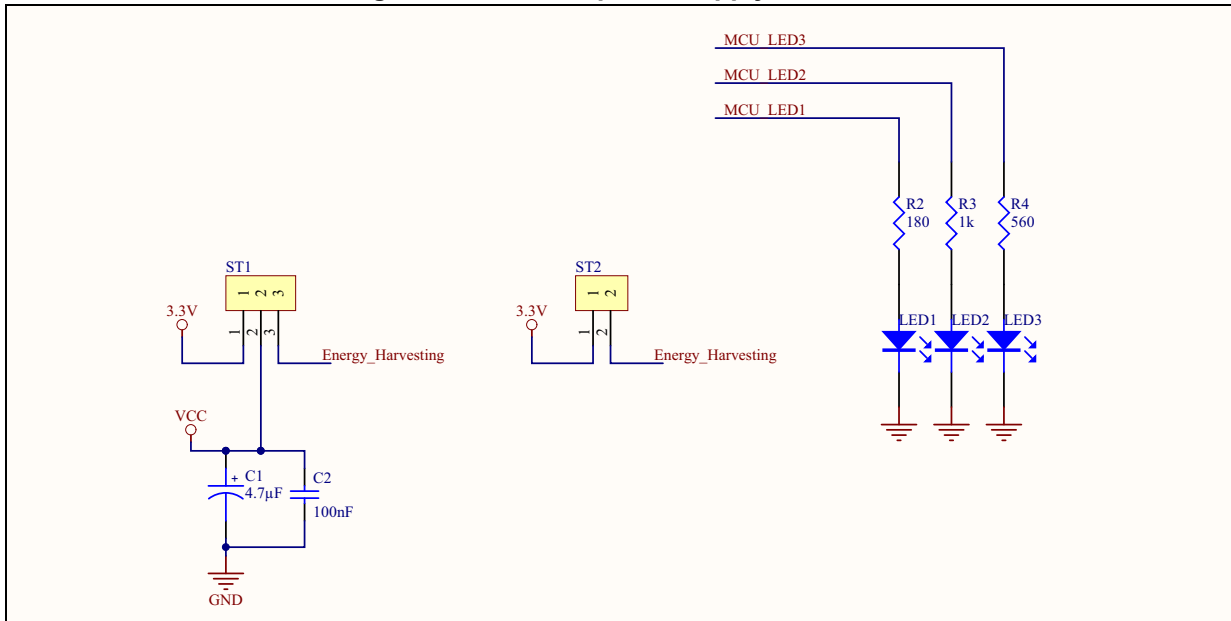 MCU_LED3
MCU_LED2
MCU_LED1
R2
180
R3
1k
R4
560
ST1
1 2 3
3.3V
1 2 3
Energy_Harvesting
ST2
1 2
3.3V
1 2
Energy_Harvesting
LED1
LED2
LED3
VCC
+
C1
4.7µF
C2
100nF
GND